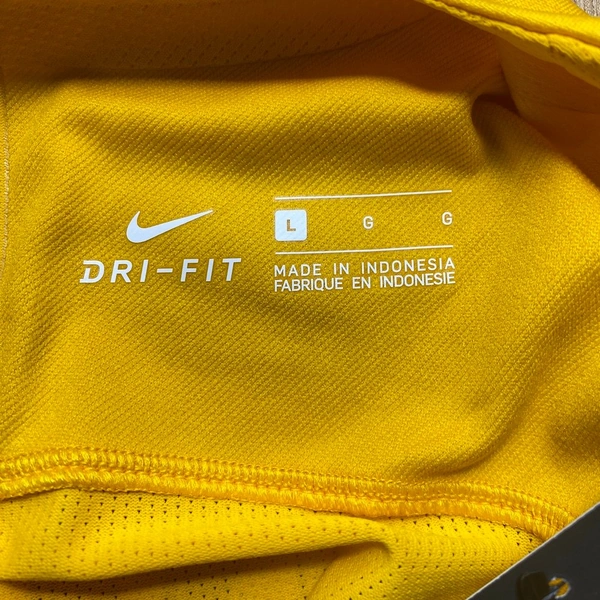 DRI-FIT
L G G
MADE IN INDONESIA
FABRIQUE EN INDONESIE